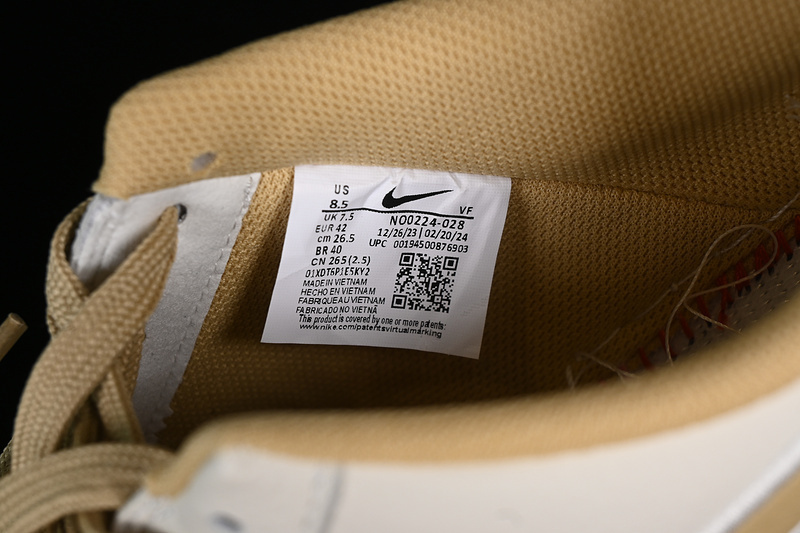 US
8.5
UK 7.5
EUR 42
cm 26.5
BR 40
CN 265 (2.5)
VF
NO0224-028
12/26/23 | 02/20/24
UPC 00194500876903
01XDT6P1E5KY2
MADE IN VIETNAM
HECHO EN VIETNAM
FABRIQUE AU VIETNAM
FABRICADO NO VIETNÃ
This product is covered by one or more patents:
www.nike.com/patentsvirtualmarking